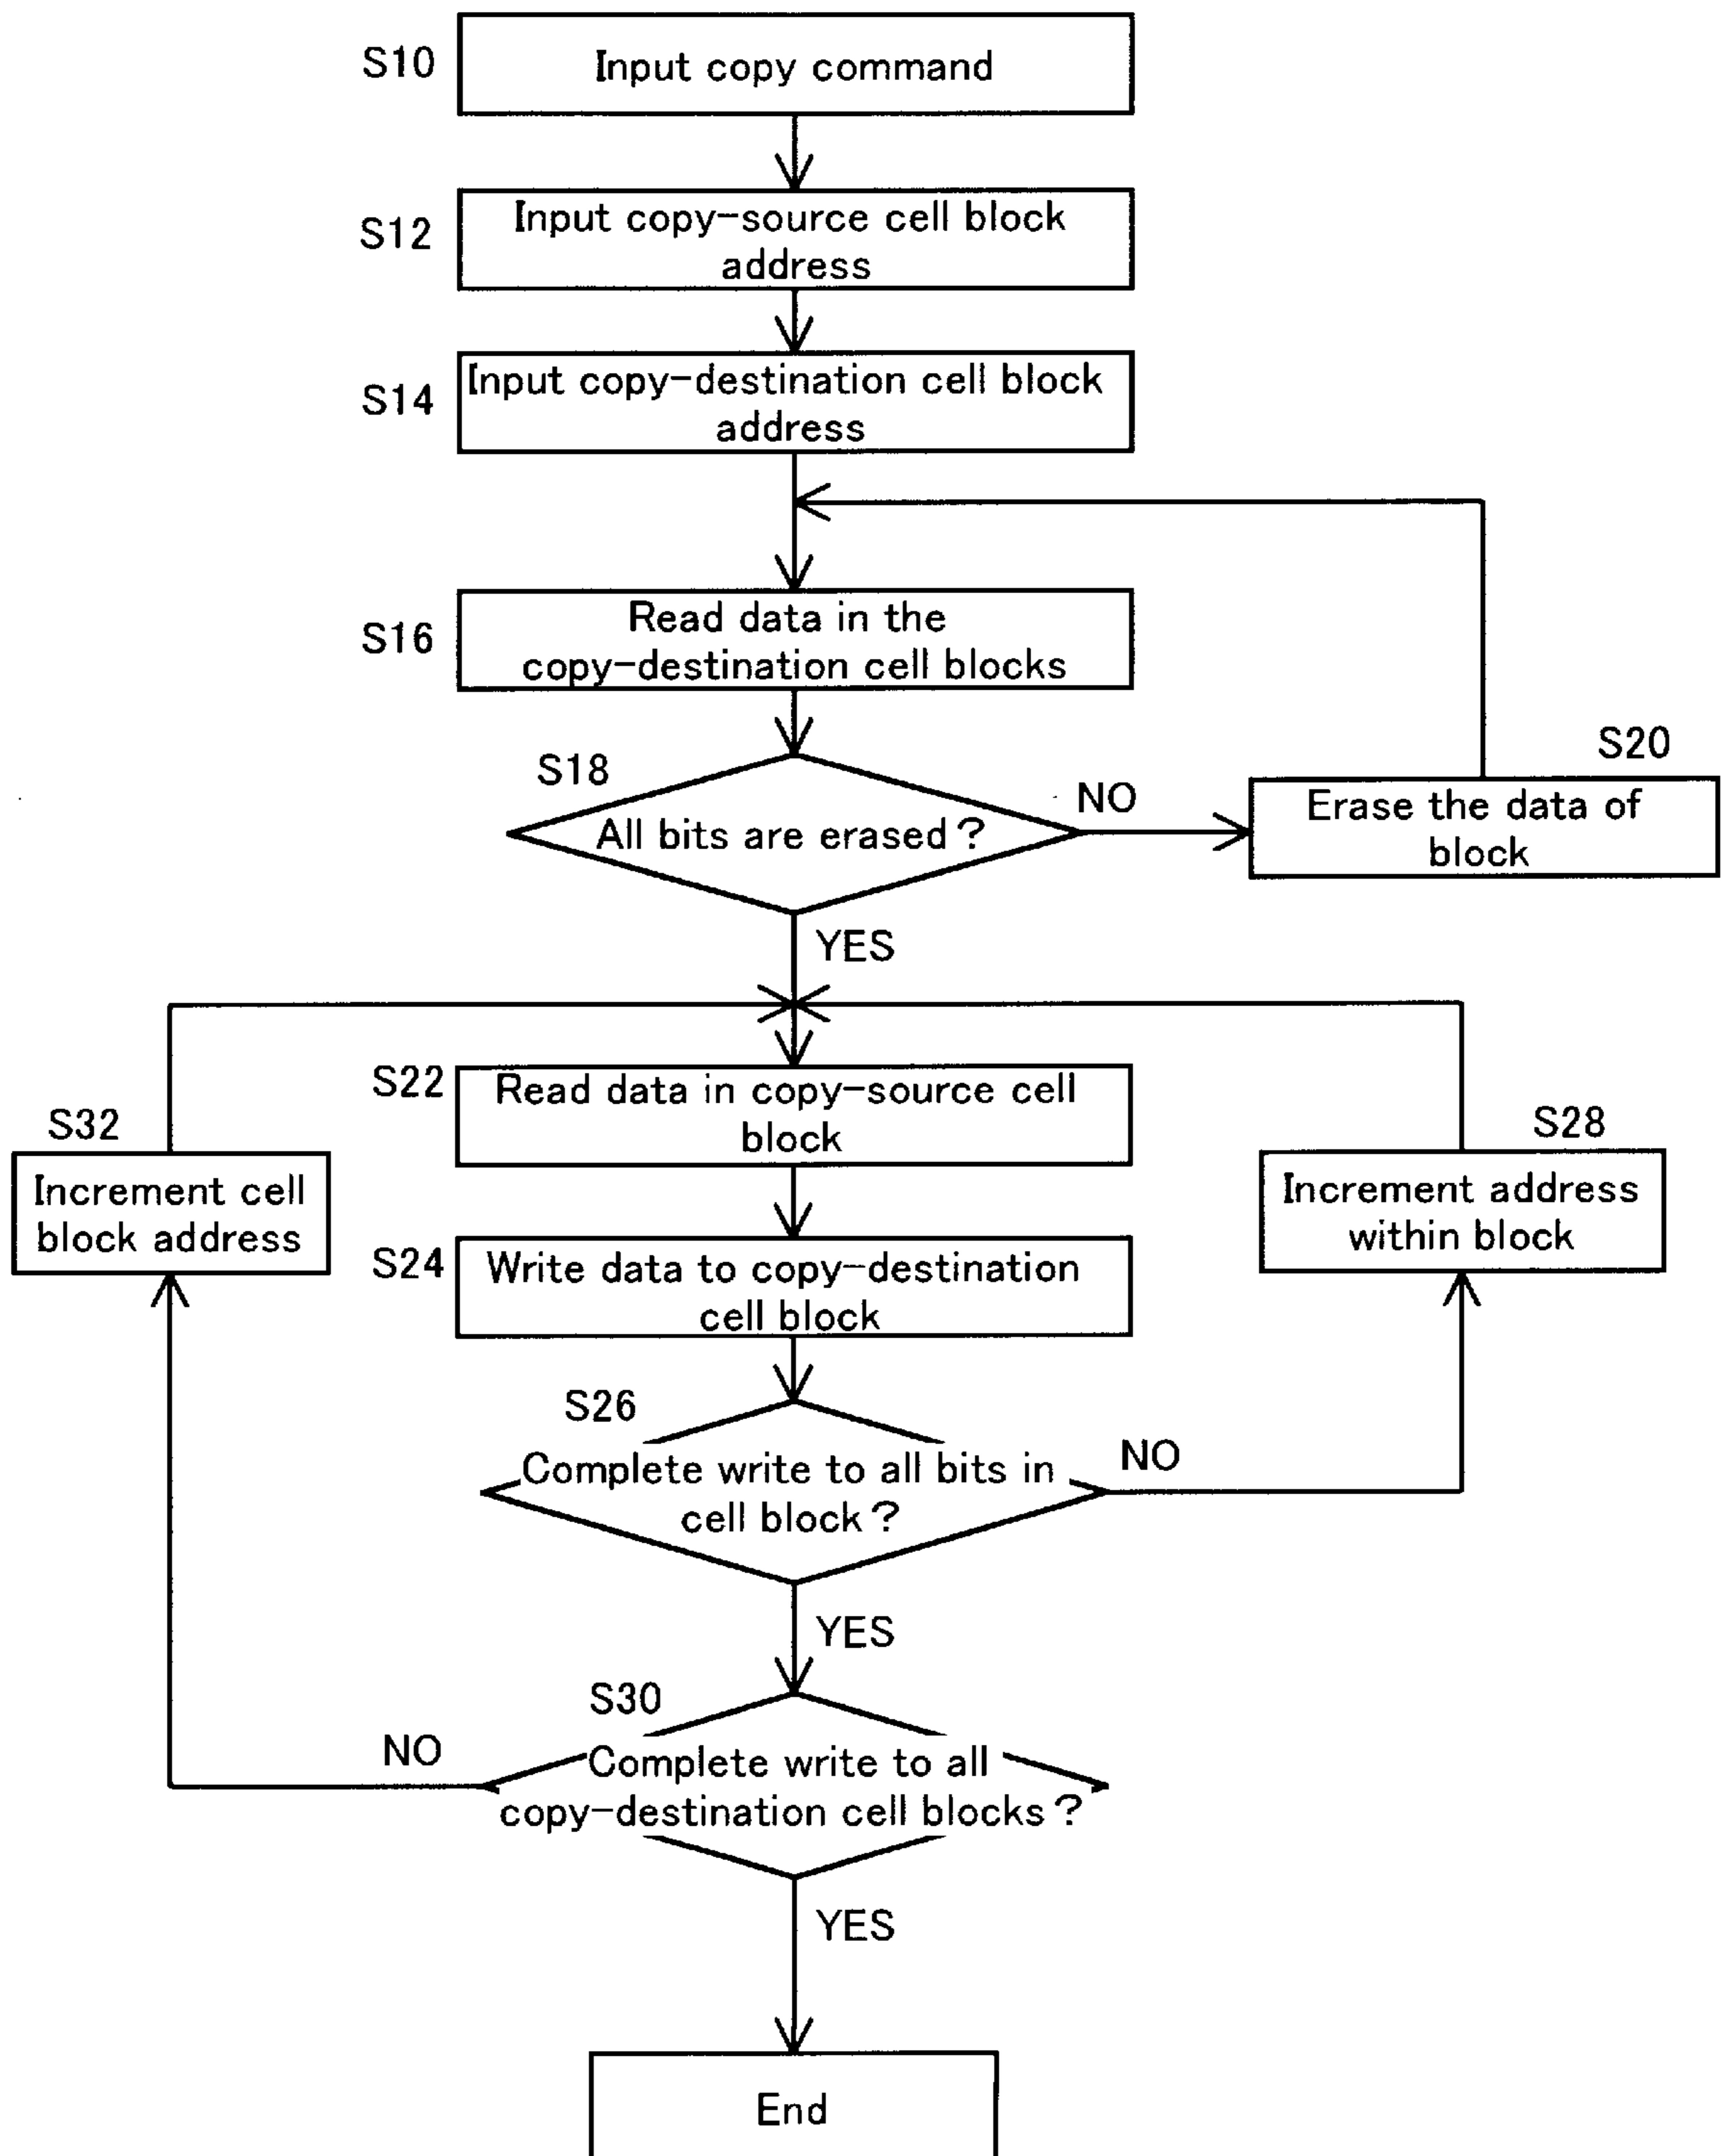 S10
Input copy command
S12
Input copy-source cell block
address
S14
Input copy-destination cell block
address
S16
Read data in the
copy-destination cell blocks
S18
All bits are erased ?
NO
S20
Erase the data of
block
YES
S22
Read data in copy-source cell
block
S32
Increment cell
block address
S28
Increment address
within block
S24
Write data to copy-destination
cell block
S26
Complete write to all bits in
cell block ?
NO
YES
S30
NO
Complete write to all
copy-destination cell blocks ?
YES
End